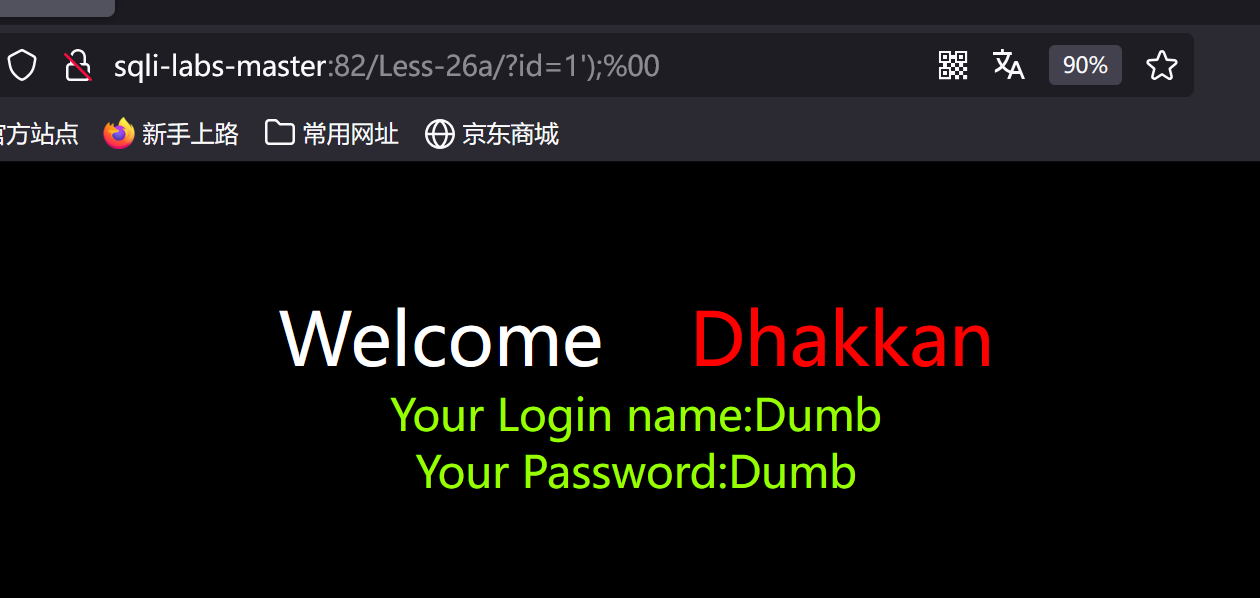 sqli-labs-master:82/Less-26a/?id=1');%00 90%
官方站点 新手上路 常用网址 京东商城
Welcome Dhakkan
Your Login name:Dumb
Your Password:Dumb